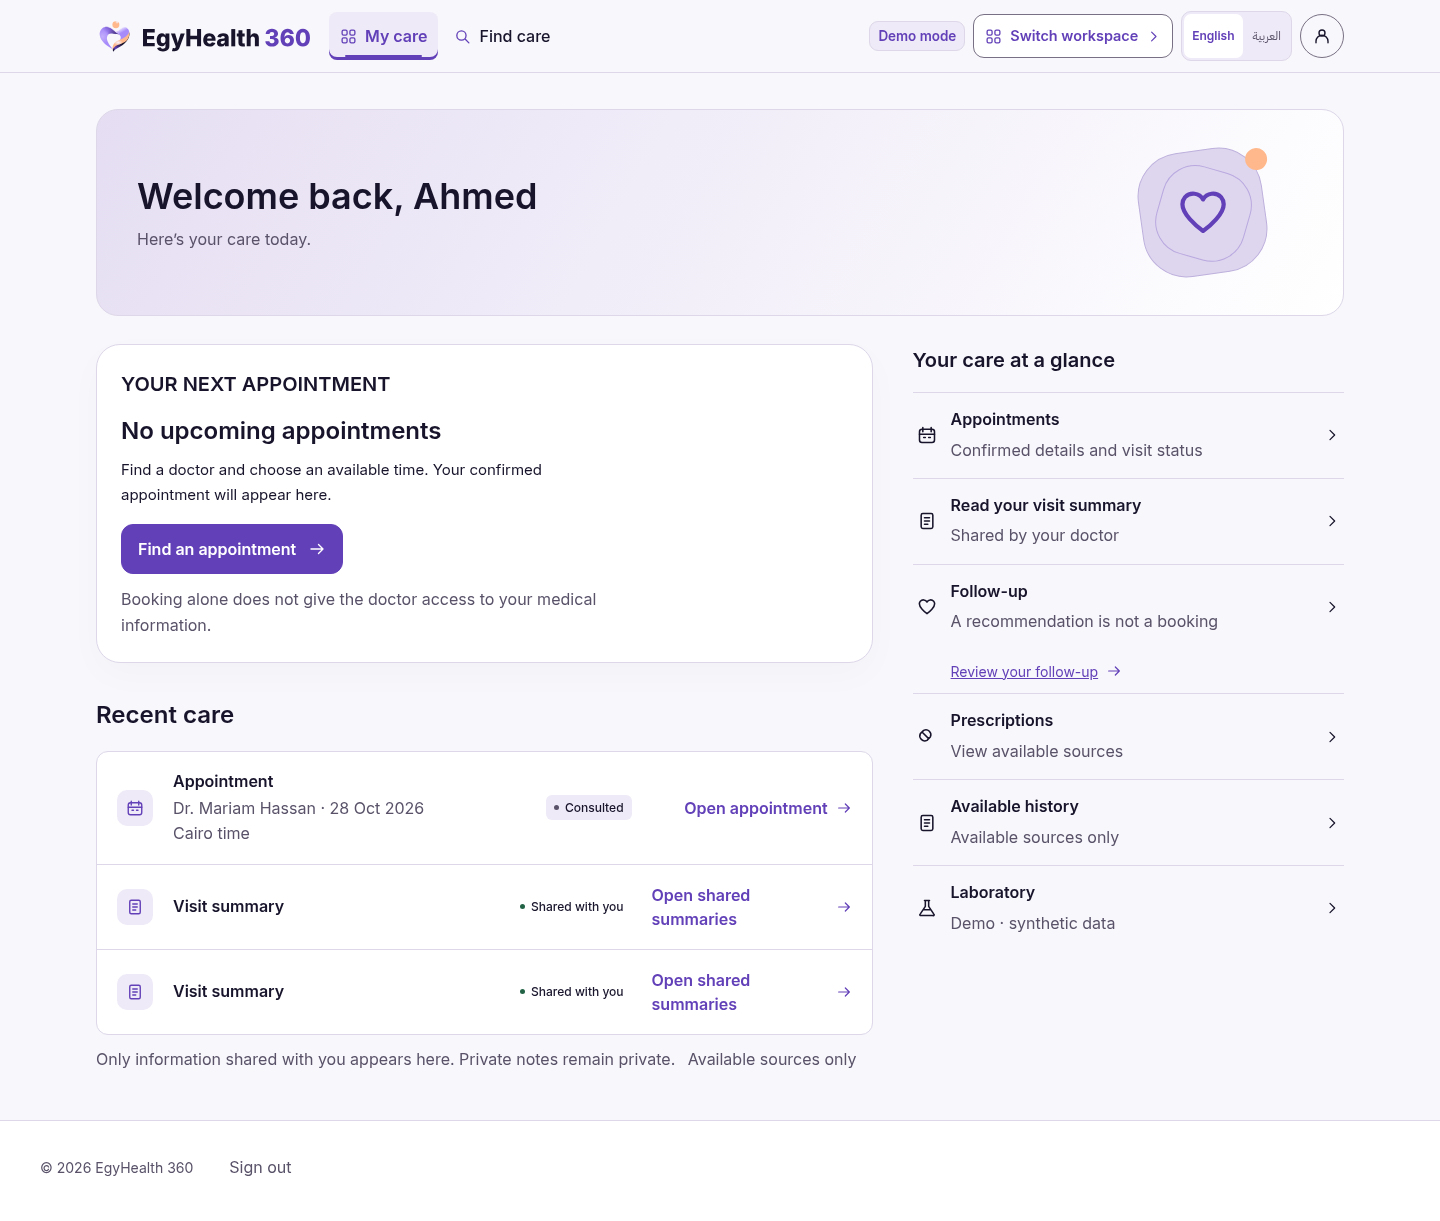 EgyHealth 360
My care
Find care
Demo mode
Switch workspace
English
العربية
Welcome back, Ahmed
Here’s your care today.
YOUR NEXT APPOINTMENT
No upcoming appointments
Find a doctor and choose an available time. Your confirmed
appointment will appear here.
Find an appointment
Booking alone does not give the doctor access to your medical
information.
Recent care
Appointment
Dr. Mariam Hassan · 28 Oct 2026
Cairo time
Consulted
Open appointment
Visit summary
Shared with you
Open shared
summaries
Visit summary
Shared with you
Open shared
summaries
Only information shared with you appears here. Private notes remain private. Available sources only
Your care at a glance
Appointments
Confirmed details and visit status
Read your visit summary
Shared by your doctor
Follow-up
A recommendation is not a booking
Review your follow-up
Prescriptions
View available sources
Available history
Available sources only
Laboratory
Demo · synthetic data
© 2026 EgyHealth 360
Sign out